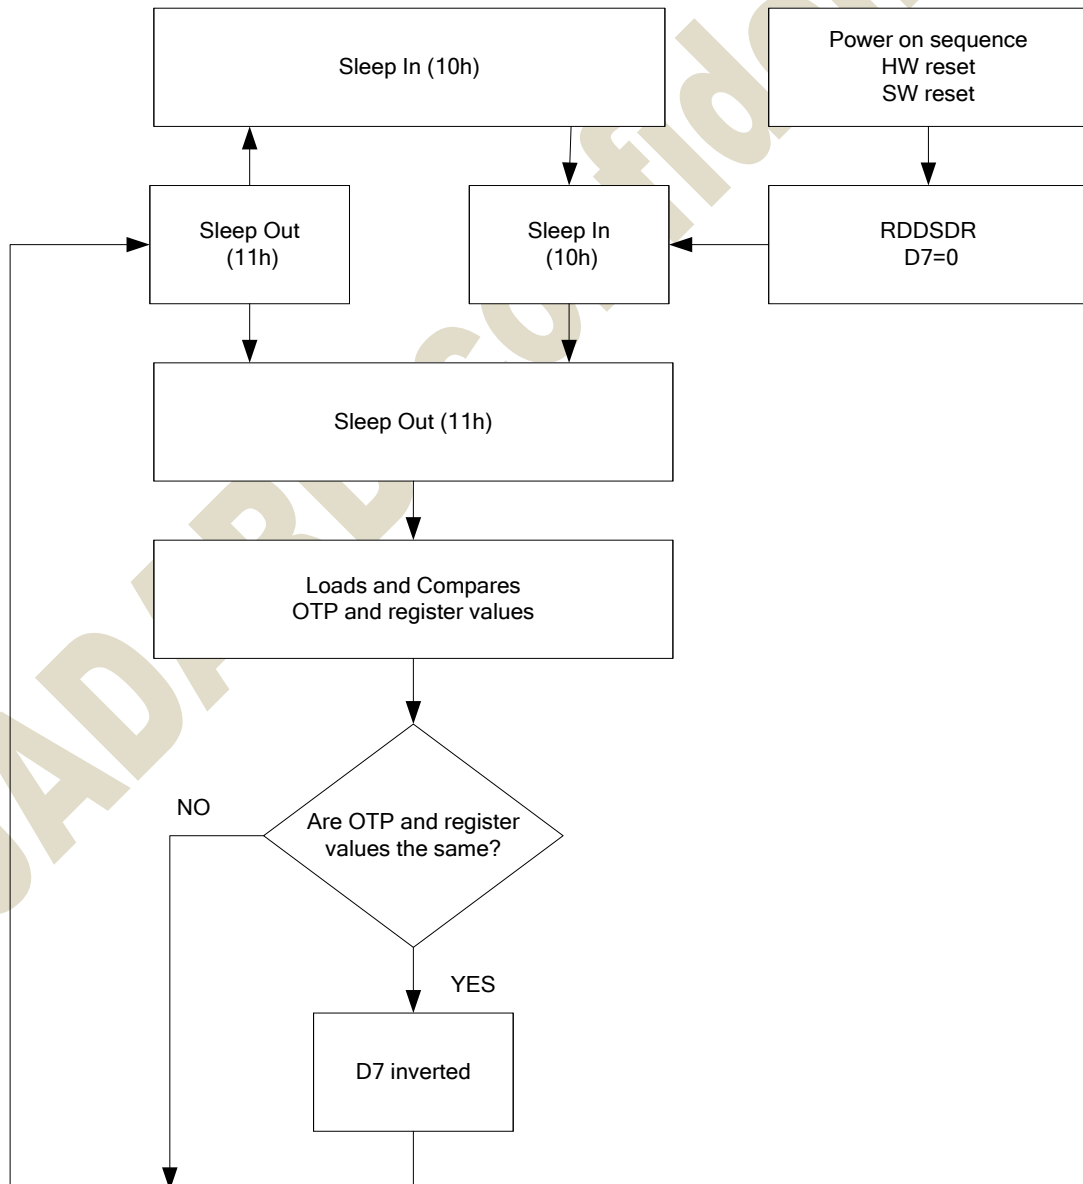 Sleep In (10h)
Power on sequence
HW reset
SW reset
Sleep Out
(11h)
Sleep In
(10h)
RDDSDR
D7=0
Sleep Out (11h)
Loads and Compares
OTP and register values
Are OTP and register
values the same?
NO
YES
D7 inverted